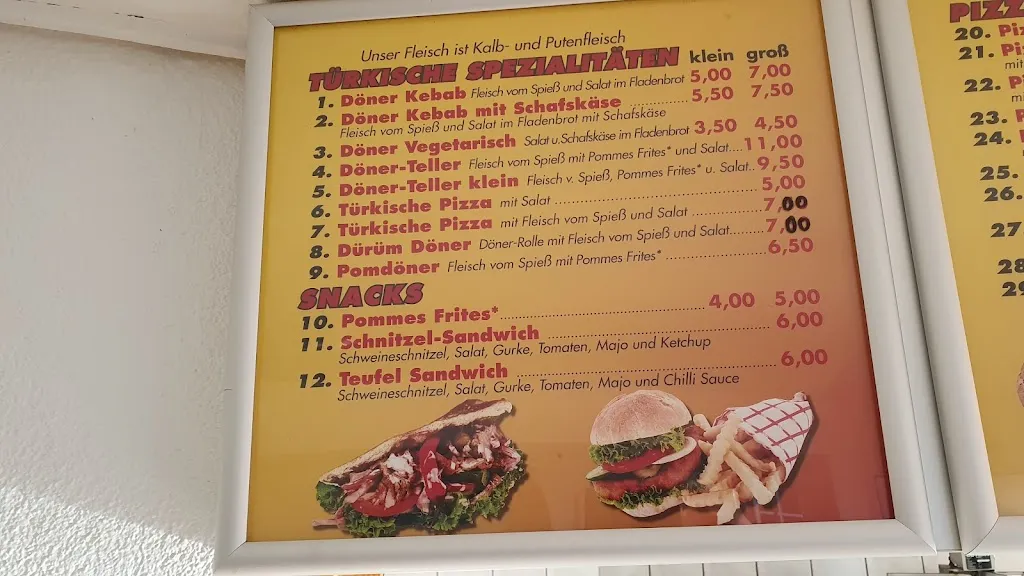 Unser Fleisch ist Kalb- und Putenfleisch
TÜRKISCHE SPEZIALITÄTEN klein groß
1. Döner Kebab Fleisch vom Spieß und Salat im Fladenbrot 5,00 7,00
2. Döner Kebab mit Schafskäse .......... 5,50 7,50
Fleisch vom Spieß und Salat im Fladenbrot mit Schafskäse
3. Döner Vegetarisch Salat u.Schafskäse im Fladenbrot 3,50 4,50
4. Döner-Teller Fleisch vom Spieß mit Pommes Frites* und Salat....11,00
5. Döner-Teller klein Fleisch v. Spieß, Pommes Frites* u. Salat..9,50
6. Türkische Pizza mit Salat .......... 5,00
7. Türkische Pizza mit Fleisch vom Spieß und Salat .......... 7,00
8. Dürüm Döner Döner-Rolle mit Fleisch vom Spieß und Salat........ 7,00
9. Pomdöner Fleisch vom Spieß mit Pommes Frites* .......... 6,50
SNACKS
10. Pommes Frites* .......... 4,00 5,00
11. Schnitzel-Sandwich .......... 6,00
Schweineschnitzel, Salat, Gurke, Tomaten, Majo und Ketchup
12. Teufel Sandwich .......... 6,00
Schweineschnitzel, Salat, Gurke, Tomaten, Majo und Chilli Sauce
20.
21.
22.
23.
24.
25.
26.
27
28